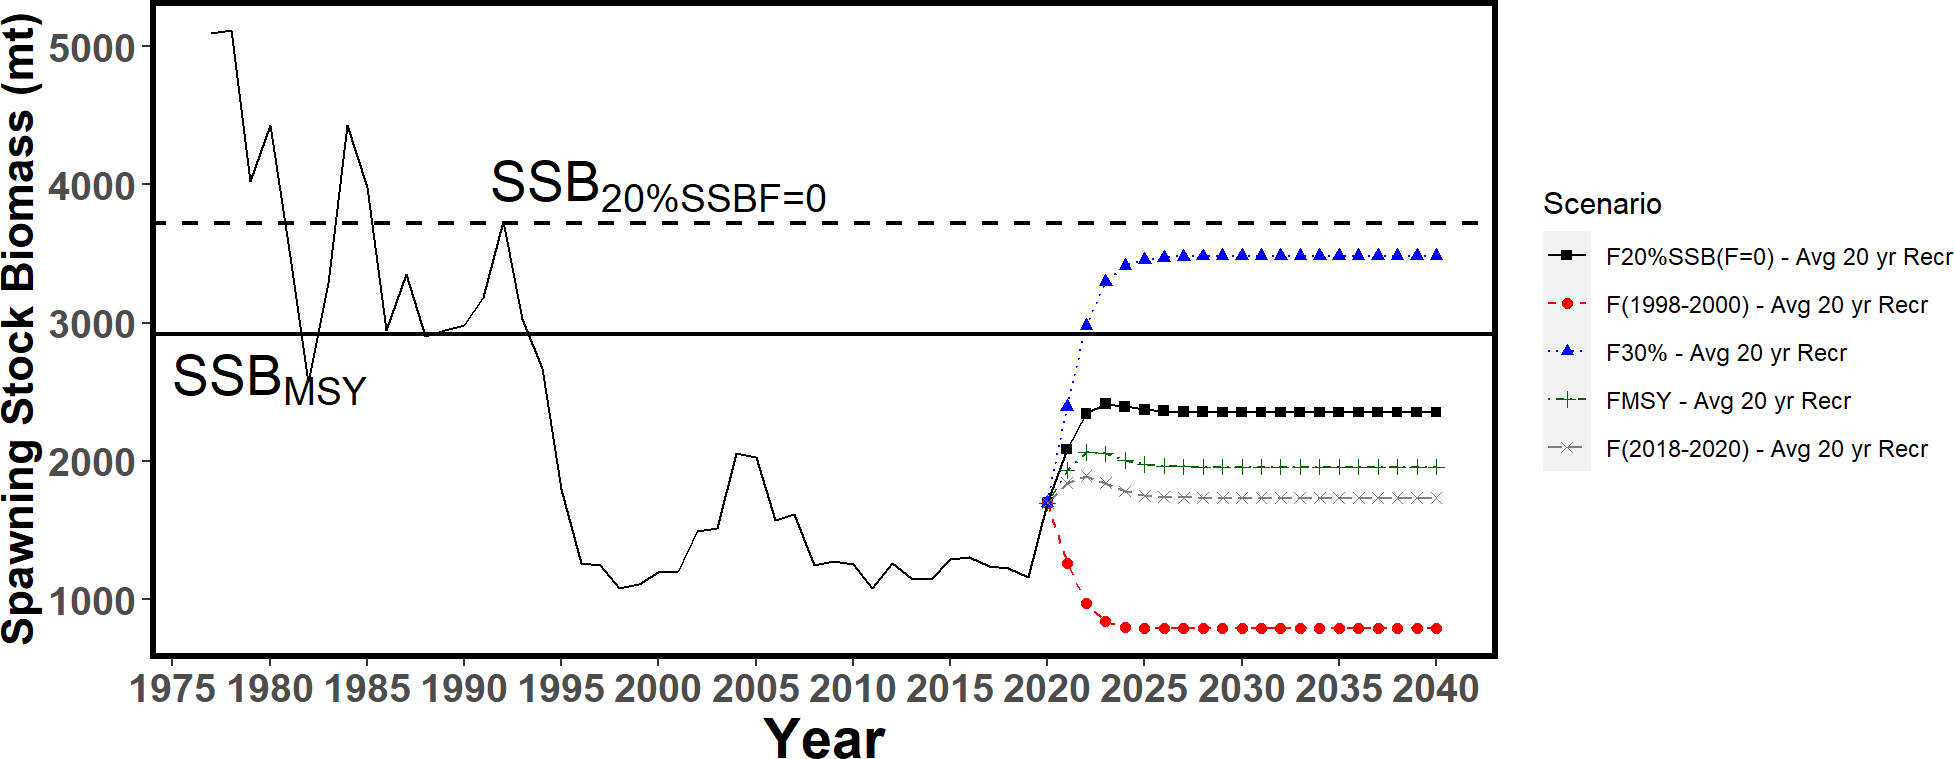 Spawning Stock Biomass (mt)
5000
4000
3000
2000
1000
SSB20%SSBF=0
SSBMSY
1975 1980 1985 1990 1995 2000 2005 2010 2015 2020 2025 2030 2035 2040
Year
Scenario
F20%SSB(F=0) - Avg 20 yr Recr
F(1998-2000) - Avg 20 yr Recr
F30% - Avg 20 yr Recr
FMSY - Avg 20 yr Recr
F(2018-2020) - Avg 20 yr Recr